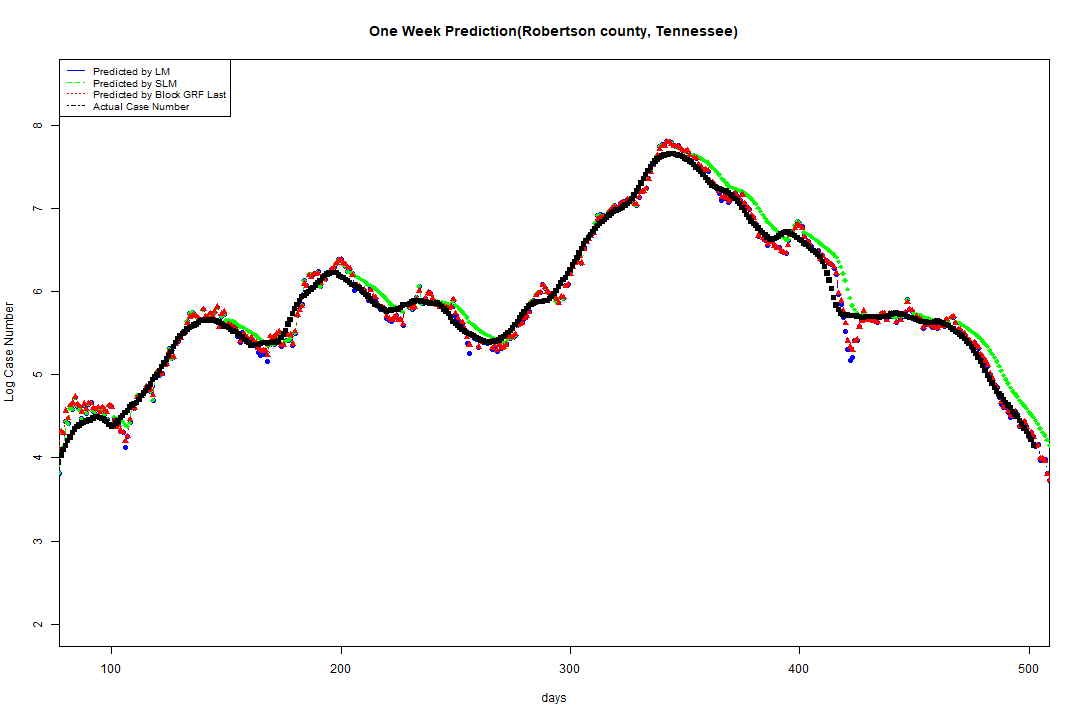 One Week Prediction(Robertson county, Tennessee)
Predicted by LM
Predicted by SLM
Predicted by Block GRF Last
Actual Case Number
Log Case Number
8
7
6
5
4
3
2
100 200 300 400 500
days